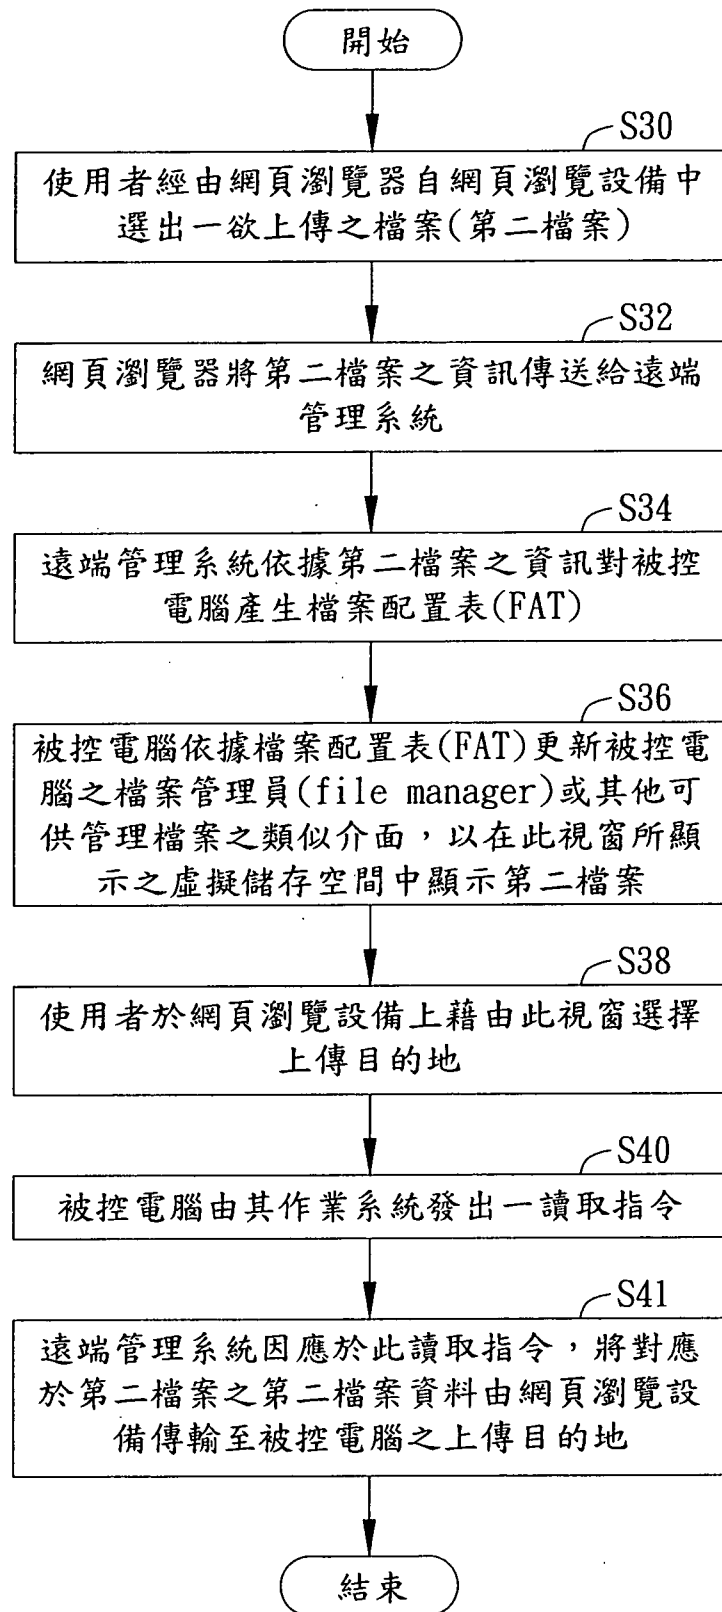 開始
S30
使用者經由網頁瀏覽器自網頁瀏覽設備中
選出一欲上傳之檔案(第二檔案)
S32
網頁瀏覽器將第二檔案之資訊傳送給遠端
管理系統
S34
遠端管理系統依據第二檔案之資訊對被控
電腦產生檔案配置表(FAT)
S36
被控電腦依據檔案配置表(FAT)更新被控電
腦之檔案管理員(file manager)或其他可
供管理檔案之類似介面，以在此視窗所顯
示之虛擬儲存空間中顯示第二檔案
S38
使用者於網頁瀏覽設備上藉由此視窗選擇
上傳目的地
S40
被控電腦由其作業系統發出一讀取指令
S41
遠端管理系統因應於此讀取指令，將對應
於第二檔案之第二檔案資料由網頁瀏覽設
備傳輸至被控電腦之上傳目的地
結束